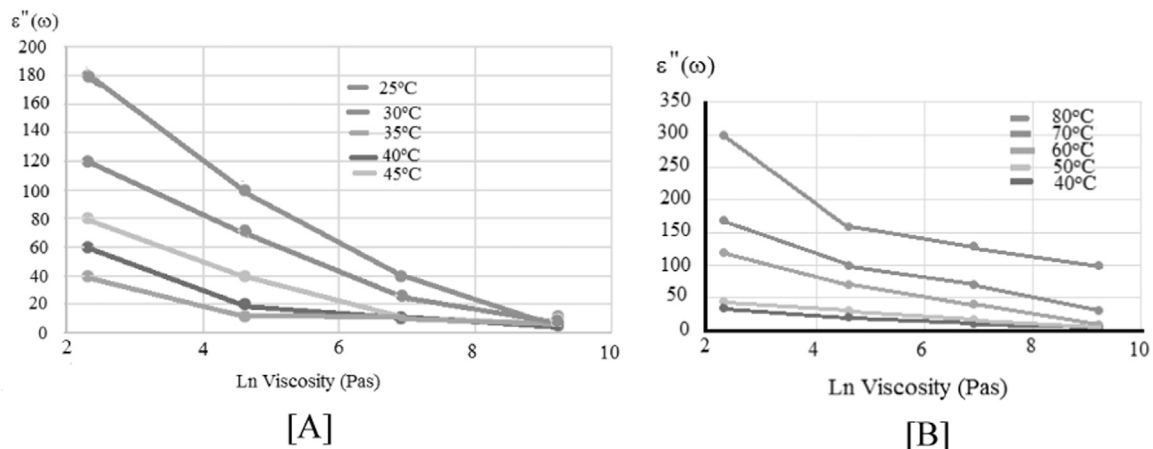 ε"(ω)
200
180
160
140
120
100
80
60
40
20
0
2
4
6
8
10
25°C
30°C
35°C
40°C
45°C
Ln Viscosity (Pas)
[A]
ε"(ω)
350
300
250
200
150
100
50
0
2
4
6
8
10
80°C
70°C
60°C
50°C
40°C
Ln Viscosity (Pas)
[B]